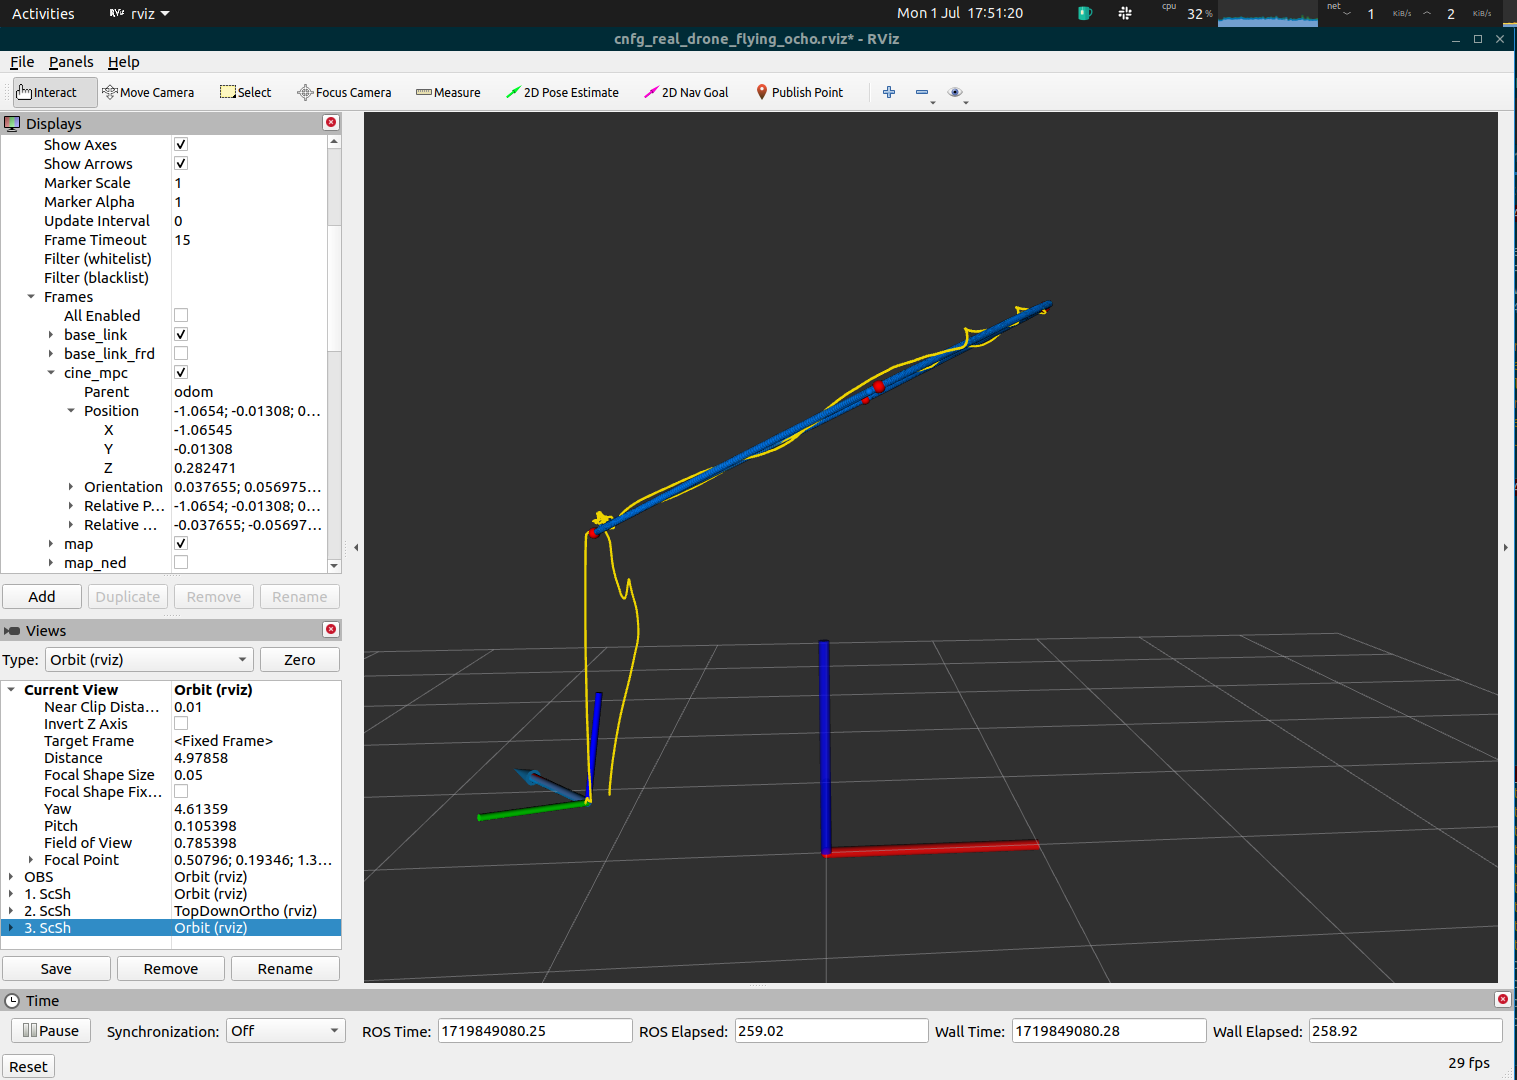 Activities rviz Mon 1 Jul 17:51:20 cpu 32 % net 1 KiB/s 2 KiB/s
cnfg_real_drone_flying_ocho.rviz* - RViz
File Panels Help
Interact Move Camera Select Focus Camera Measure 2D Pose Estimate 2D Nav Goal Publish Point
Displays
Show Axes
Show Arrows
Marker Scale 1
Marker Alpha 1
Update Interval 0
Frame Timeout 15
Filter (whitelist)
Filter (blacklist)
Frames
All Enabled
base_link
base_link_frd
cine_mpc
Parent odom
Position -1.0654; -0.01308; 0...
X -1.06545
Y -0.01308
Z 0.282471
Orientation 0.037655; 0.056975...
Relative P... -1.0654; -0.01308; 0...
Relative ... -0.037655; -0.05697...
map
map_ned
Add Duplicate Remove Rename
Views
Type: Orbit (rviz) Zero
Current View Orbit (rviz)
Near Clip Dista... 0.01
Invert Z Axis
Target Frame <Fixed Frame>
Distance 4.97858
Focal Shape Size 0.05
Focal Shape Fix...
Yaw 4.61359
Pitch 0.105398
Field of View 0.785398
Focal Point 0.50796; 0.19346; 1.3...
OBS Orbit (rviz)
1. ScSh Orbit (rviz)
2. ScSh TopDownOrtho (rviz)
3. ScSh Orbit (rviz)
Save Remove Rename
Time
Pause Synchronization: Off ROS Time: 1719849080.25 ROS Elapsed: 259.02 Wall Time: 1719849080.28 Wall Elapsed: 258.92
Reset 29 fps